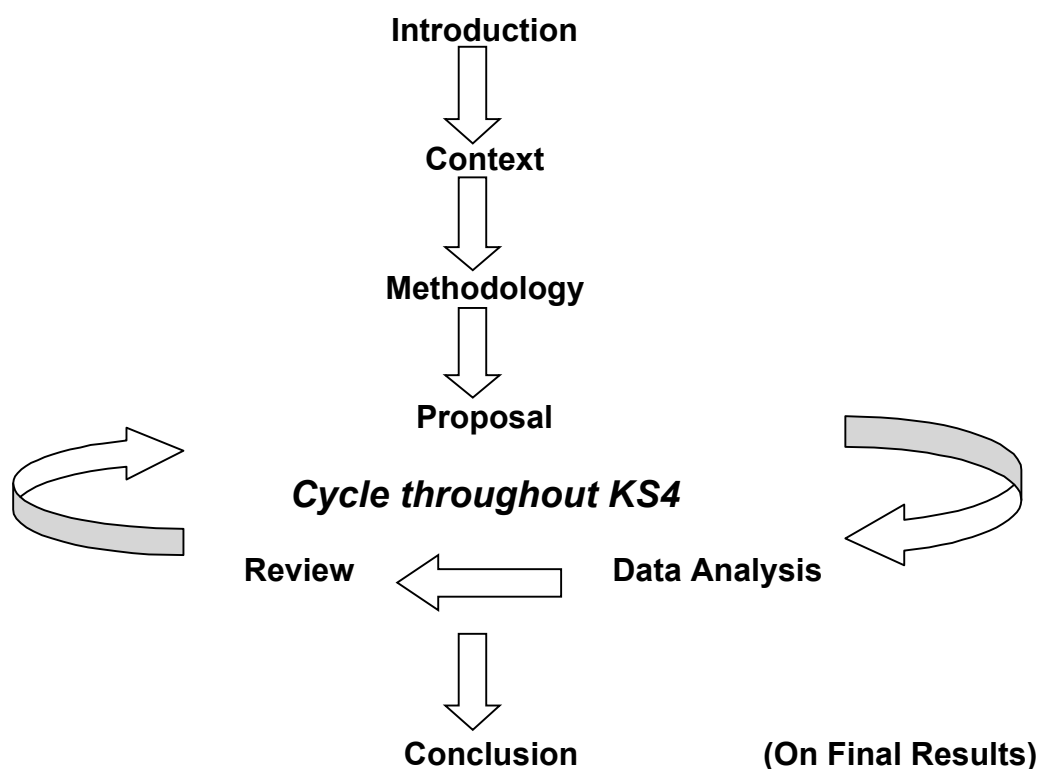 Introduction
Context
Methodology
Proposal
Cycle throughout KS4
Review Data Analysis
Conclusion (On Final Results)